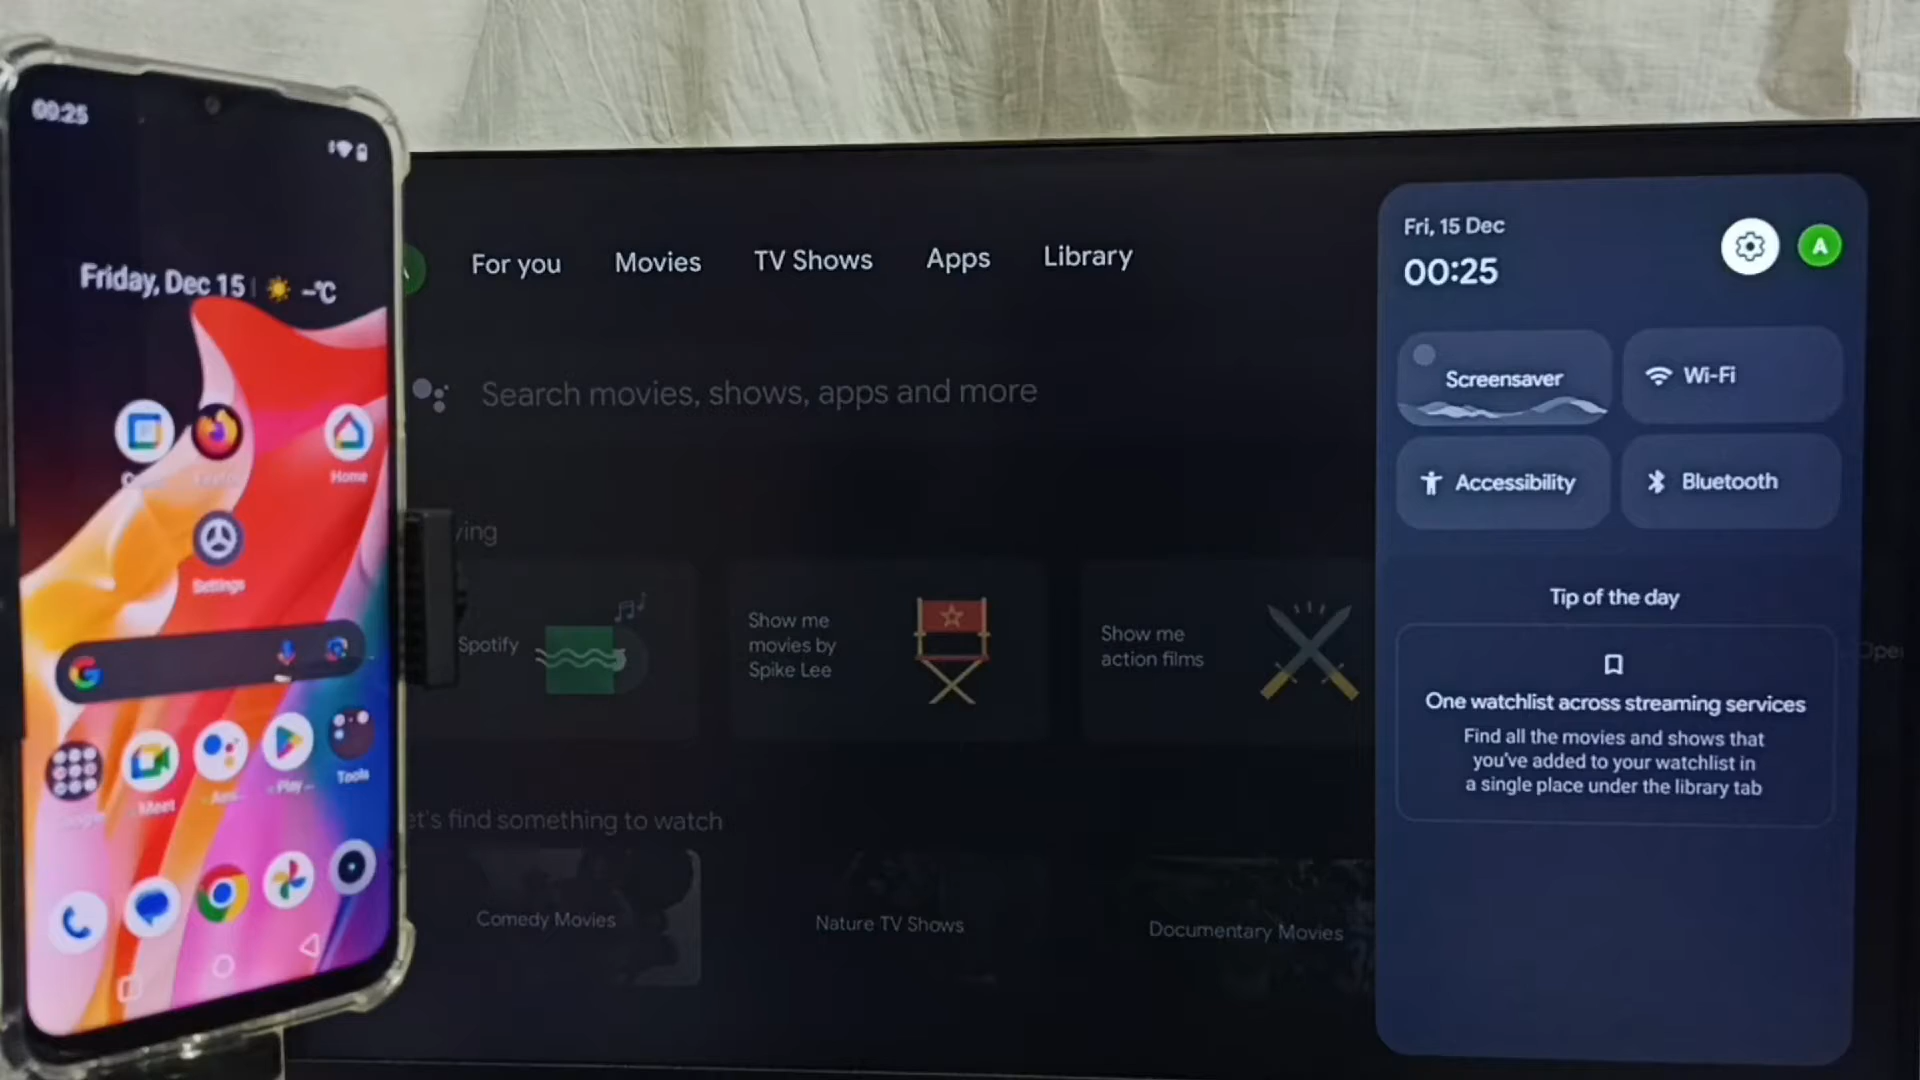 00:25
Friday, Dec 15
–°C
Home
Settings
Meet
Play
Tools
For you
Movies
TV Shows
Apps
Library
Search movies, shows, apps and more
Spotify
Show me
movies by
Spike Lee
Show me
action films
let's find something to watch
Comedy Movies
Nature TV Shows
Documentary Movies
Fri, 15 Dec
00:25
A
Screensaver
Wi-Fi
Accessibility
Bluetooth
Tip of the day
One watchlist across streaming services
Find all the movies and shows that
you've added to your watchlist in
a single place under the library tab